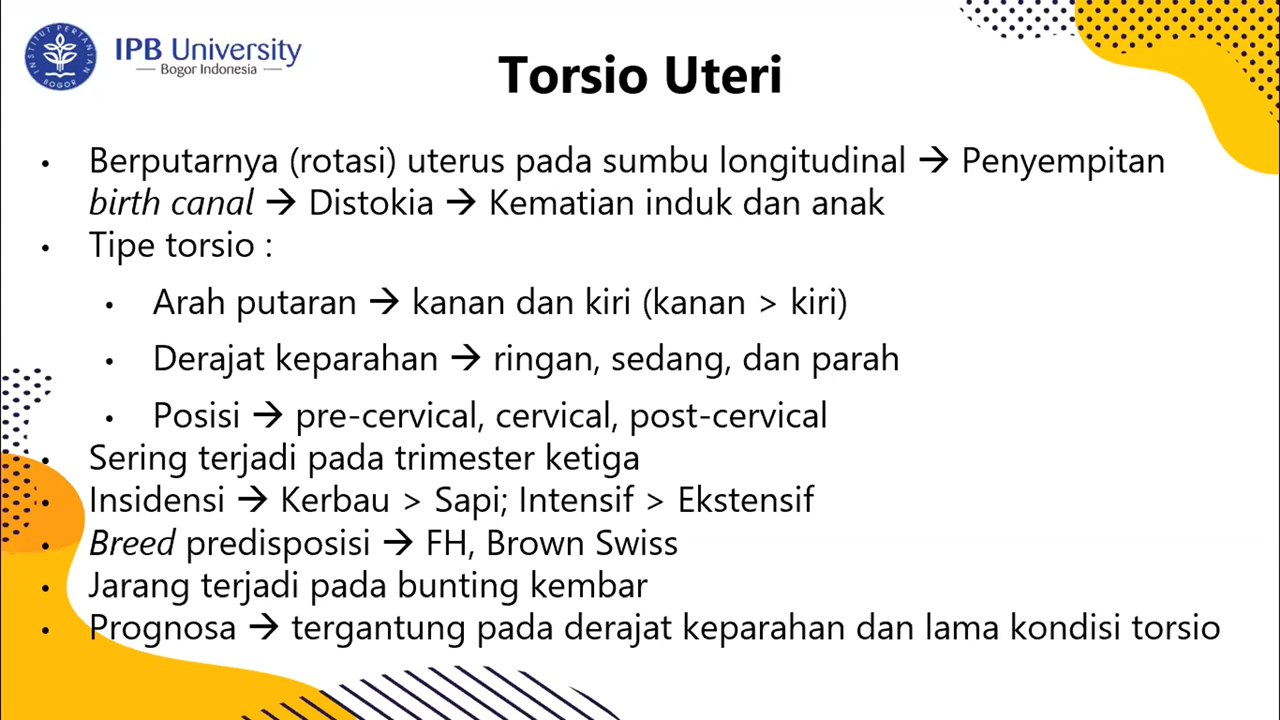 INSTITUT PERTANIAN BOGOR
IPB University
Bogor Indonesia
Torsio Uteri
• Berputarnya (rotasi) uterus pada sumbu longitudinal → Penyempitan
birth canal → Distokia → Kematian induk dan anak
• Tipe torsio :
• Arah putaran → kanan dan kiri (kanan > kiri)
• Derajat keparahan → ringan, sedang, dan parah
• Posisi → pre-cervical, cervical, post-cervical
• Sering terjadi pada trimester ketiga
• Insidensi → Kerbau > Sapi; Intensif > Ekstensif
• Breed predisposisi → FH, Brown Swiss
• Jarang terjadi pada bunting kembar
• Prognosa → tergantung pada derajat keparahan dan lama kondisi torsio